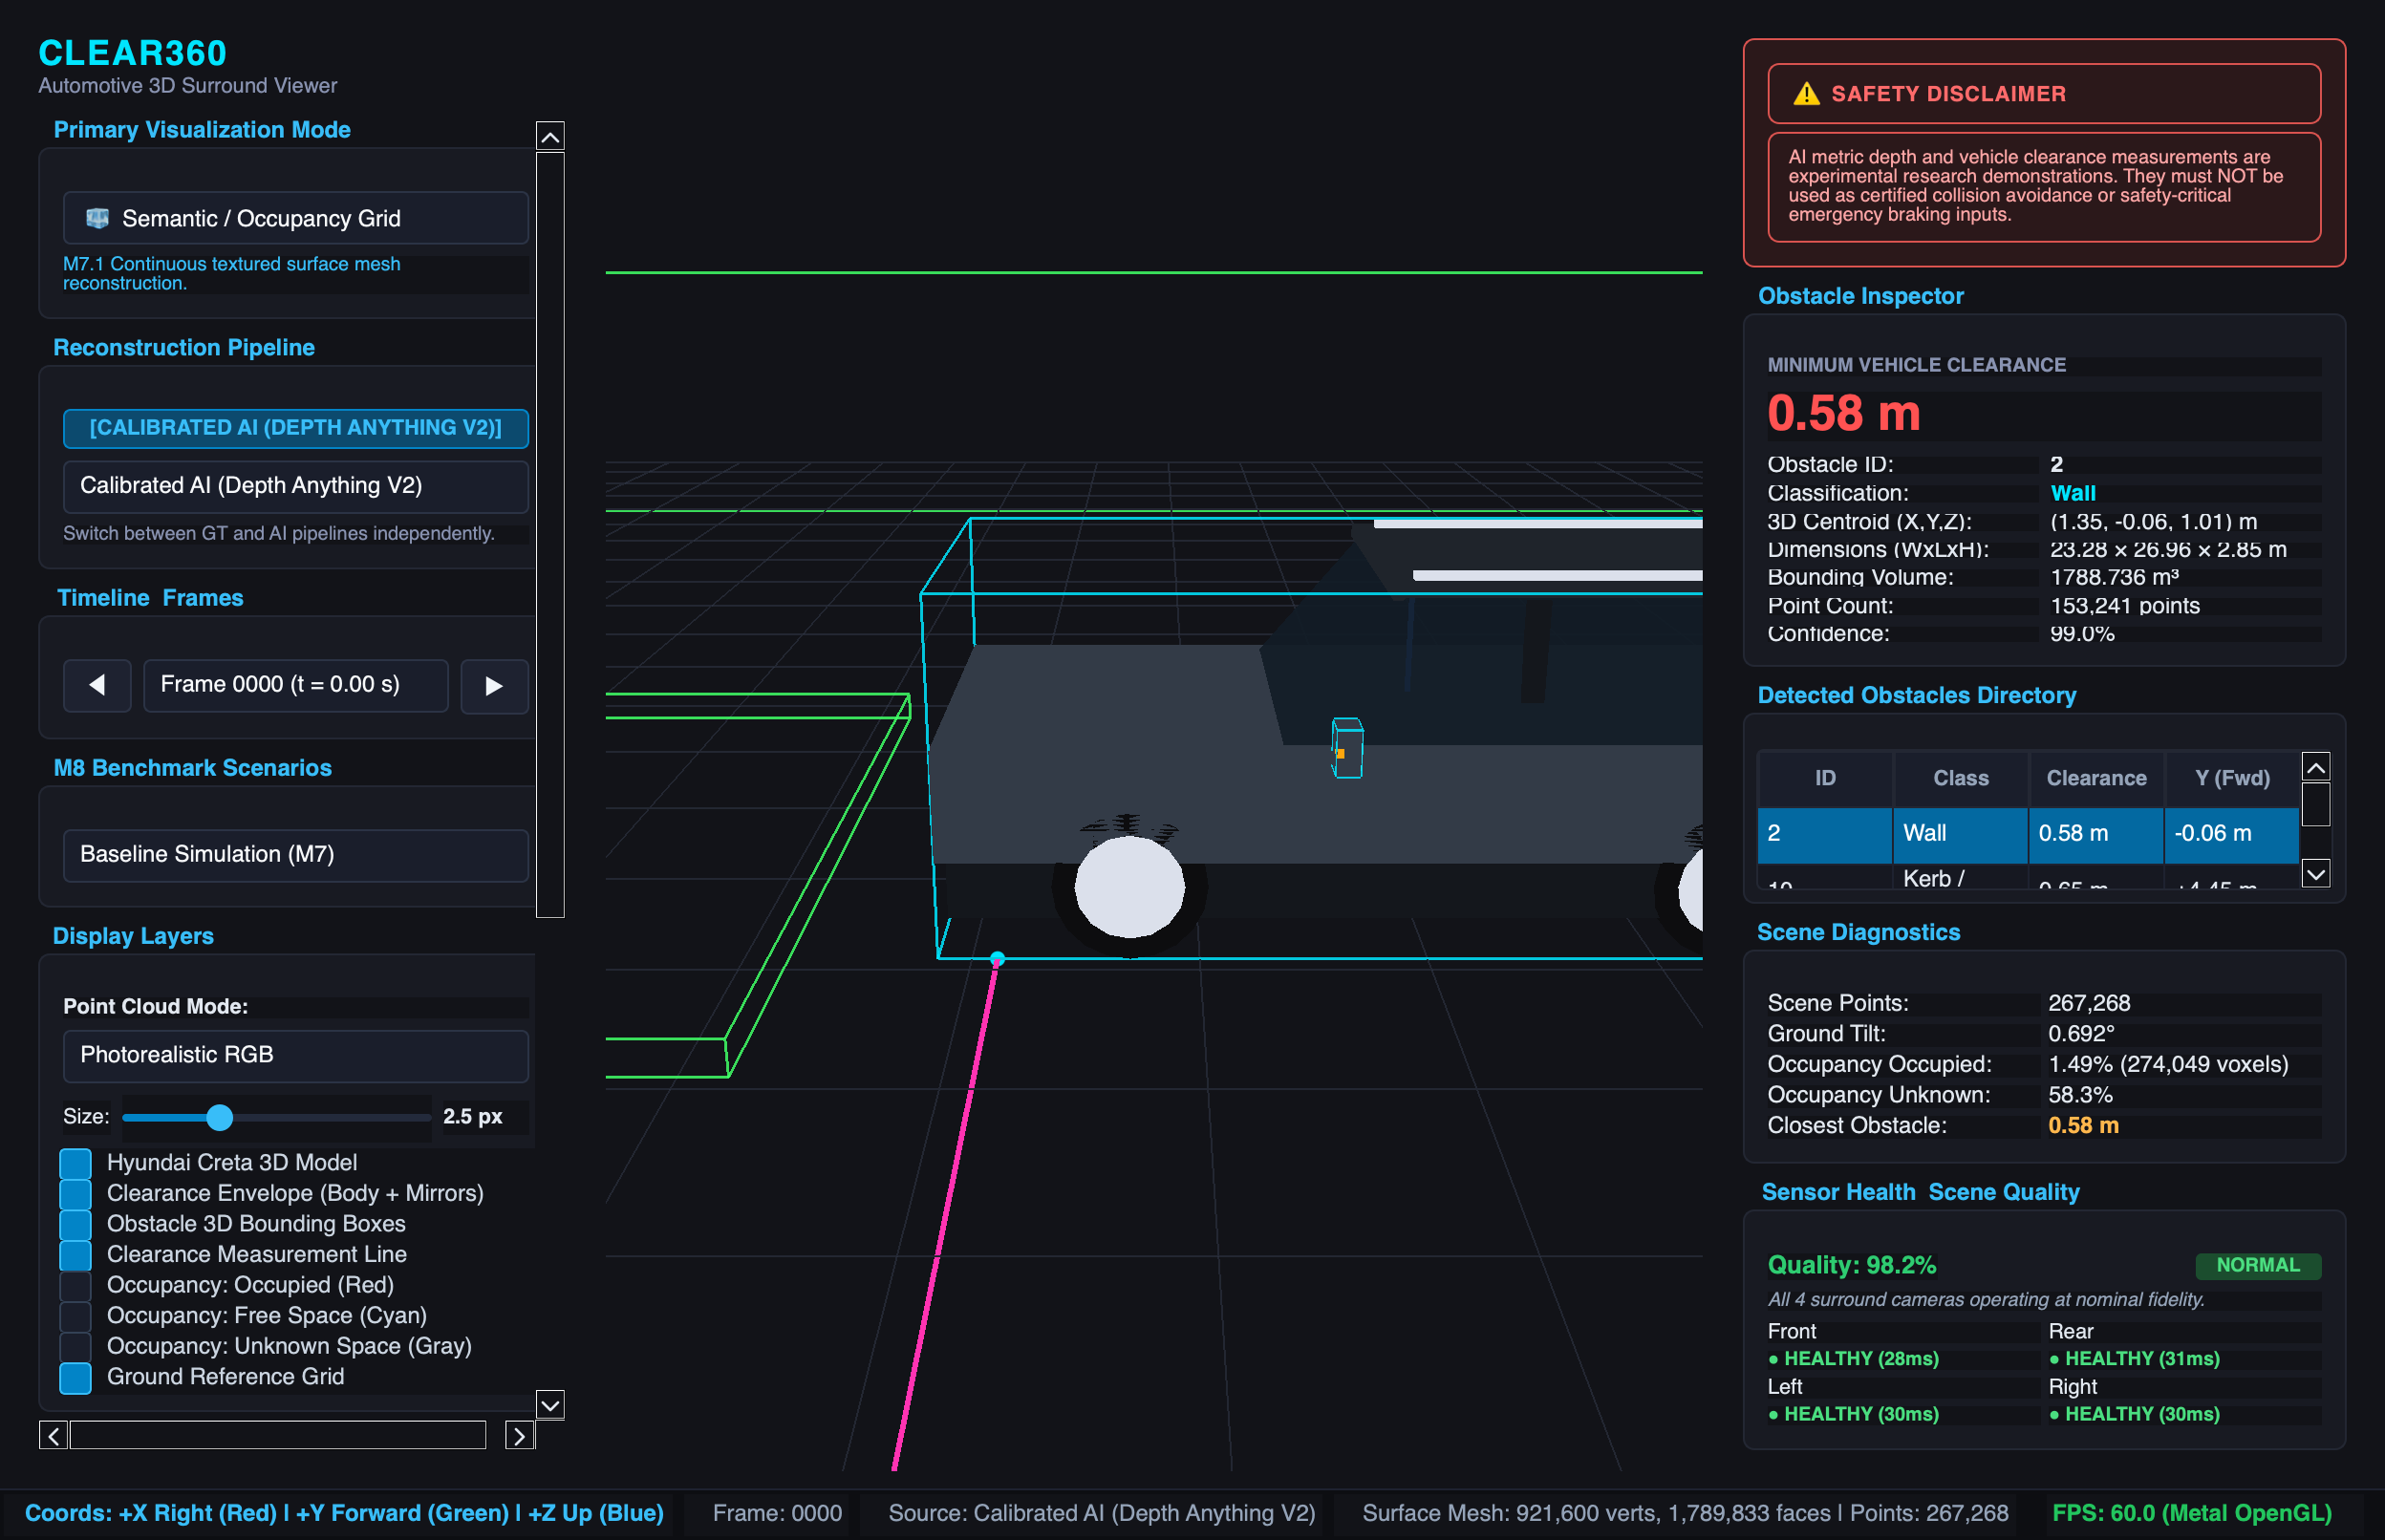 CLEAR360
Automotive 3D Surround Viewer
Primary Visualization Mode
Semantic / Occupancy Grid
M7.1 Continuous textured surface mesh
reconstruction.
Reconstruction Pipeline
[CALIBRATED AI (DEPTH ANYTHING V2)]
Calibrated AI (Depth Anything V2)
Switch between GT and AI pipelines independently.
Timeline Frames
Frame 0000 (t = 0.00 s)
M8 Benchmark Scenarios
Baseline Simulation (M7)
Display Layers
Point Cloud Mode:
Photorealistic RGB
Size: 2.5 px
Hyundai Creta 3D Model
Clearance Envelope (Body + Mirrors)
Obstacle 3D Bounding Boxes
Clearance Measurement Line
Occupancy: Occupied (Red)
Occupancy: Free Space (Cyan)
Occupancy: Unknown Space (Gray)
Ground Reference Grid
SAFETY DISCLAIMER
AI metric depth and vehicle clearance measurements are
experimental research demonstrations. They must NOT be
used as certified collision avoidance or safety-critical
emergency braking inputs.
Obstacle Inspector
MINIMUM VEHICLE CLEARANCE
0.58 m
Obstacle ID: 2
Classification: Wall
3D Centroid (X,Y,Z): (1.35, -0.06, 1.01) m
Dimensions (WxLxH): 23.28 × 26.96 × 2.85 m
Bounding Volume: 1788.736 m³
Point Count: 153,241 points
Confidence: 99.0%
Detected Obstacles Directory
ID Class Clearance Y (Fwd)
2 Wall 0.58 m -0.06 m
10 Kerb / 0.65 m +4.45 m
Scene Diagnostics
Scene Points: 267,268
Ground Tilt: 0.692°
Occupancy Occupied: 1.49% (274,049 voxels)
Occupancy Unknown: 58.3%
Closest Obstacle: 0.58 m
Sensor Health Scene Quality
Quality: 98.2% NORMAL
All 4 surround cameras operating at nominal fidelity.
Front Rear
● HEALTHY (28ms) ● HEALTHY (31ms)
Left Right
● HEALTHY (30ms) ● HEALTHY (30ms)
Coords: +X Right (Red) | +Y Forward (Green) | +Z Up (Blue) Frame: 0000 Source: Calibrated AI (Depth Anything V2) Surface Mesh: 921,600 verts, 1,789,833 faces | Points: 267,268 FPS: 60.0 (Metal OpenGL)